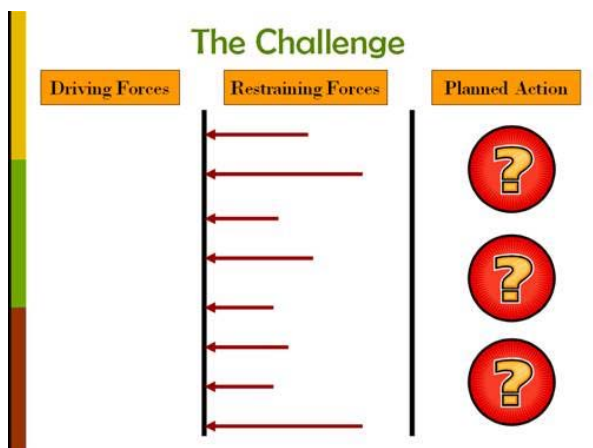 The Challenge
Driving Forces
Restraining Forces
Planned Action
?
?
?